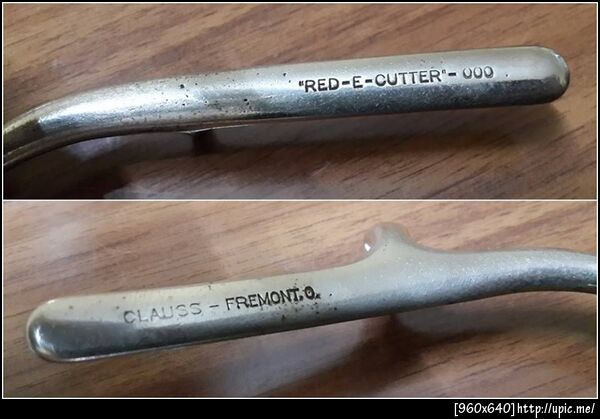 "RED-E-CUTTER"- 000
CLAUSS - FREMONT.O.
[960x640]http://upic.me/